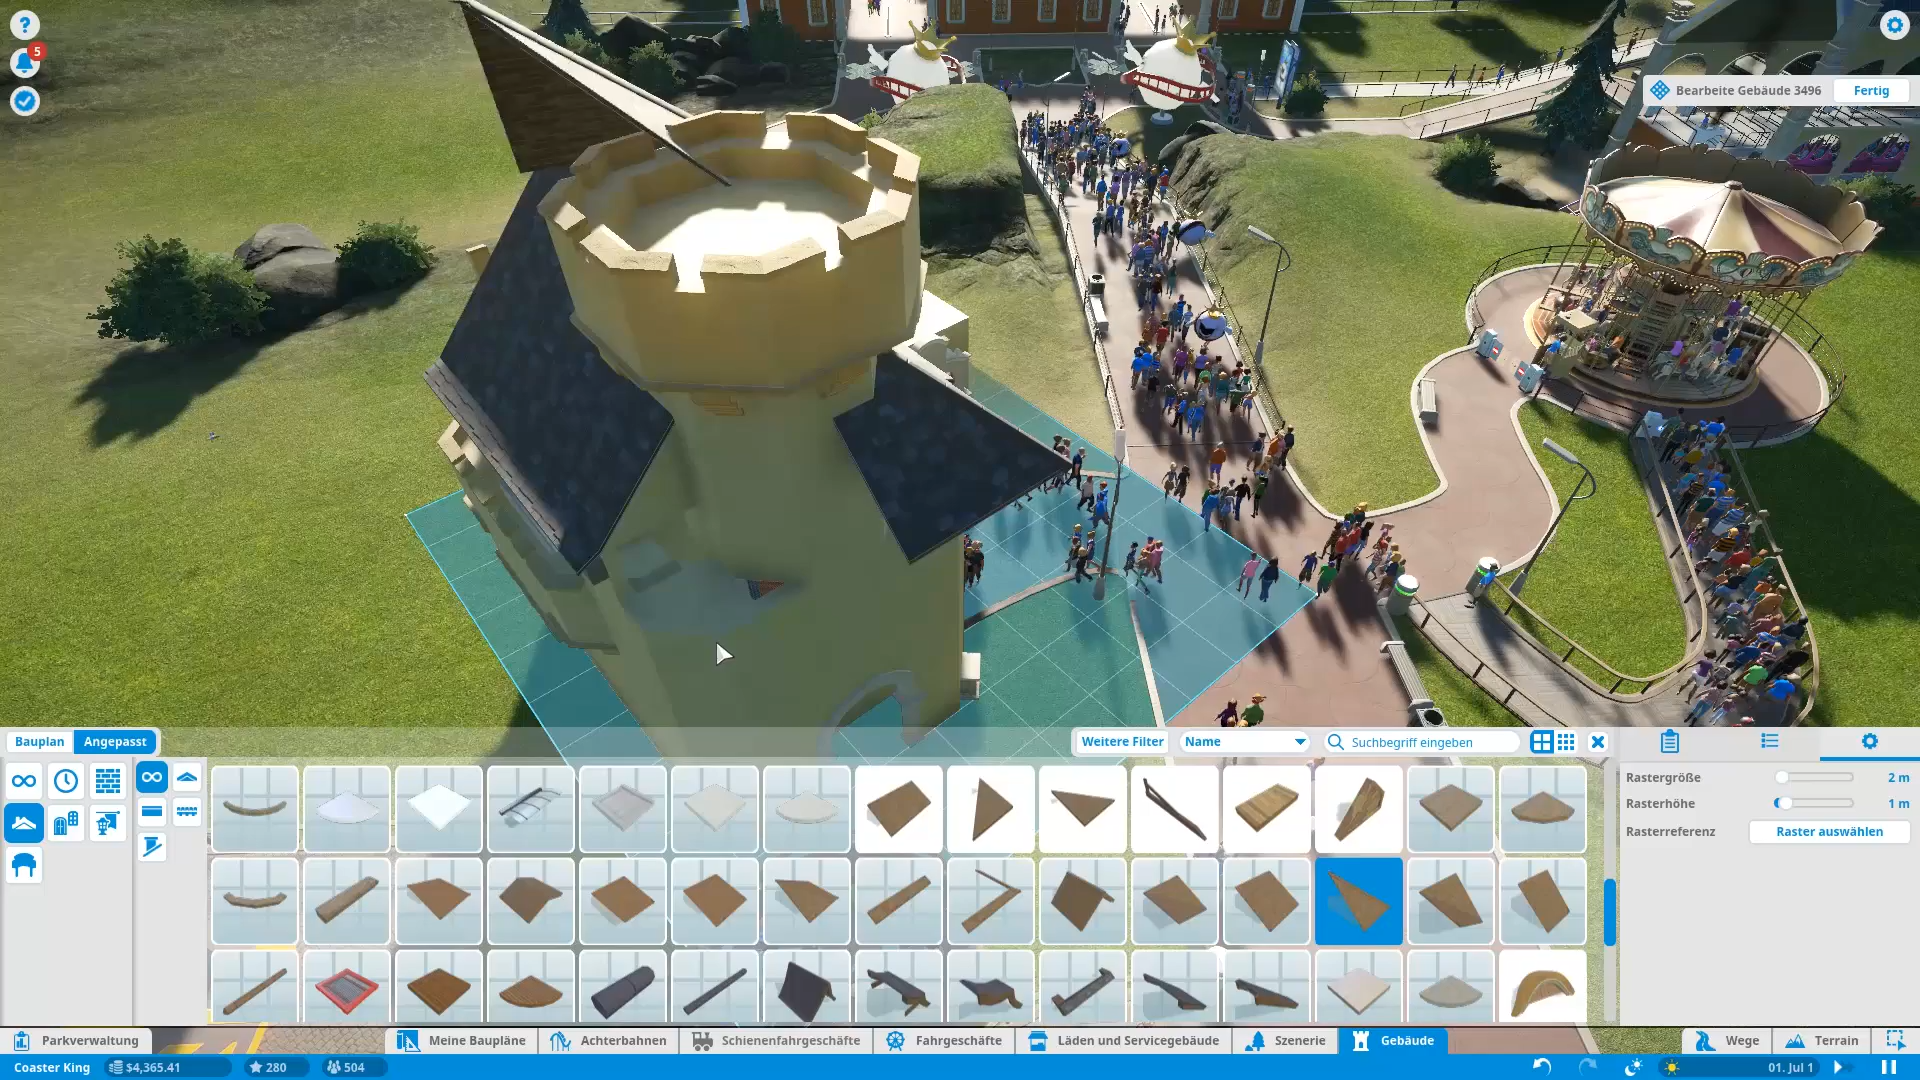 5
Bearbeite Gebäude 3496
Fertig
Bauplan
Angepasst
Weitere Filter
Name
Suchbegriff eingeben
Rastergröße
2 m
Rasterhöhe
1 m
Rasterreferenz
Raster auswählen
Parkverwaltung
Meine Baupläne
Achterbahnen
Schienenfahrgeschäfte
Fahrgeschäfte
Läden und Servicegebäude
Szenerie
Gebäude
Wege
Terrain
Coaster King
$4,365.41
280
504
01. Jul 1